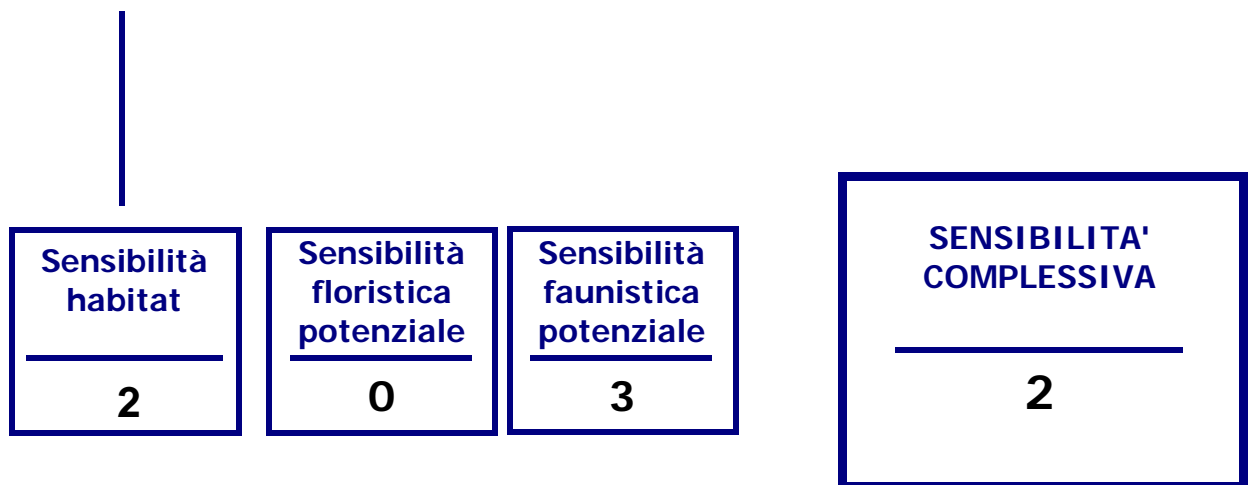 Sensibilità
habitat
2
Sensibilità
floristica
potenziale
0
Sensibilità
faunistica
potenziale
3
SENSIBILITA'
COMPLESSIVA
2